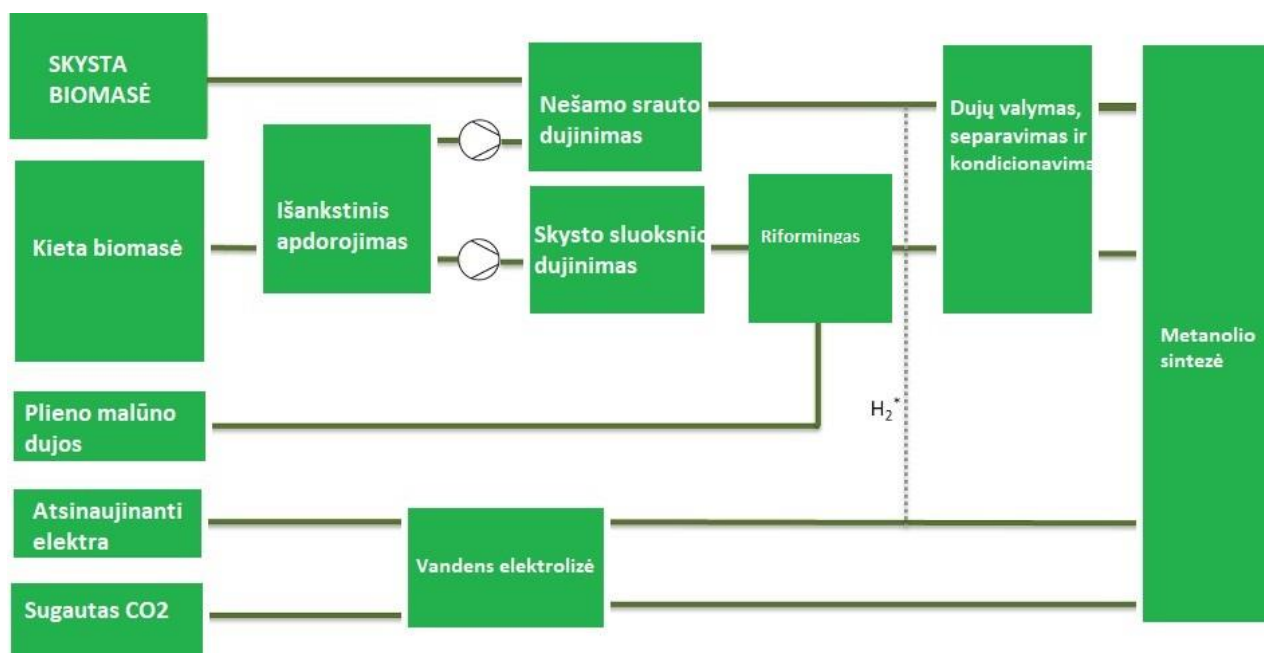 SKYSTA
BIOMASĖ
Nešamo srauto
dujinimas
Dujų valymas,
separavimas ir
kondicionavima
Išankstinis
apdorojimas
Kieta biomasė
Skysto sluoksnio
dujinimas
Riformingas
Metanolio
sintezė
Plieno malūno
dujos
H₂*
Atsinaujinanti
elektra
Vandens elektrolizė
Sugautas CO2